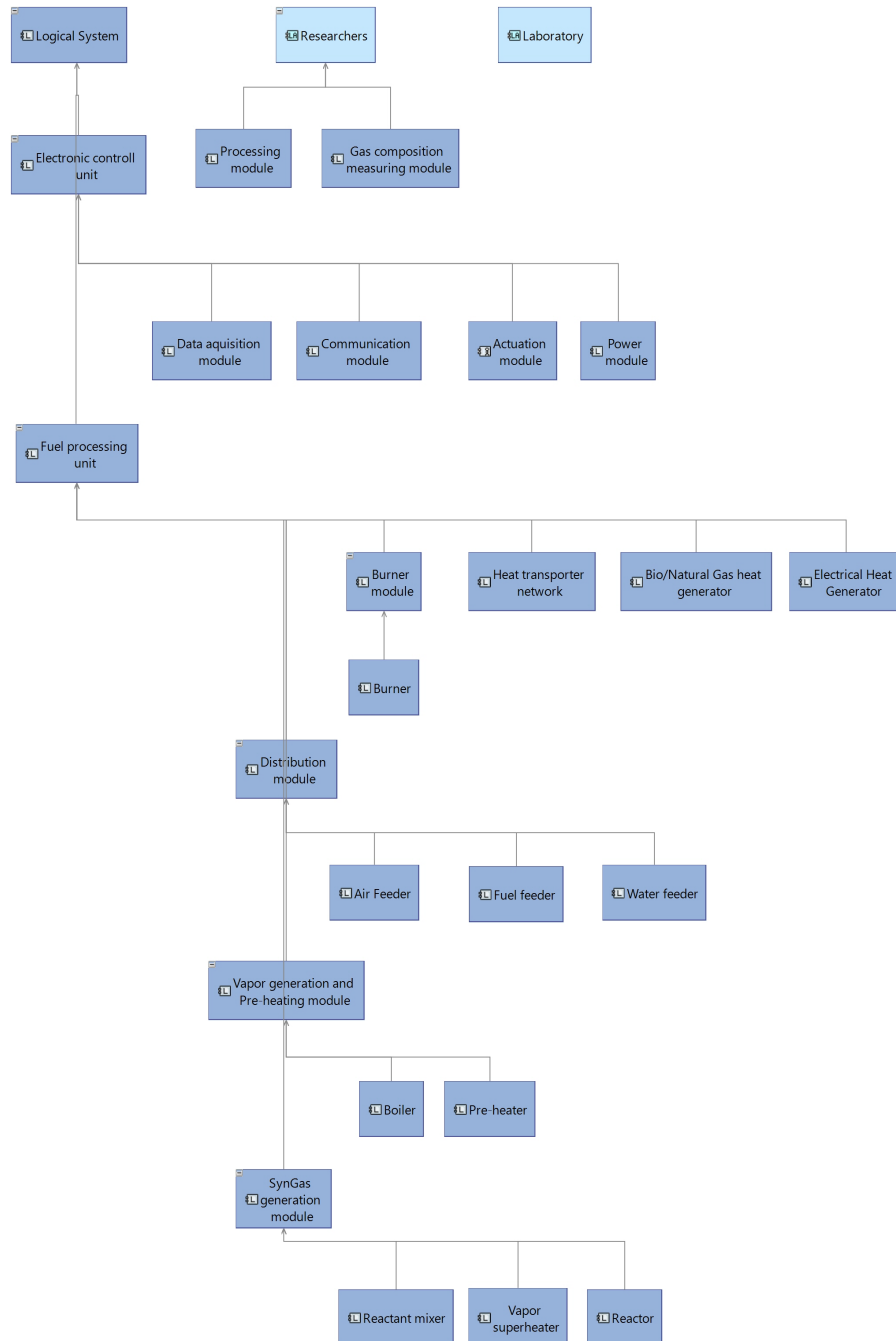 Logical System
Researchers
Laboratory
Electronic controll
unit
Processing
module
Gas composition
measuring module
Data aquisition
module
Communication
module
Actuation
module
Power
module
Fuel processing
unit
Burner
module
Heat transporter
network
Bio/Natural Gas heat
generator
Electrical Heat
Generator
Burner
Distribution
module
Air Feeder
Fuel feeder
Water feeder
Vapor generation and
Pre-heating module
Boiler
Pre-heater
SynGas
generation
module
Reactant mixer
Vapor
superheater
Reactor